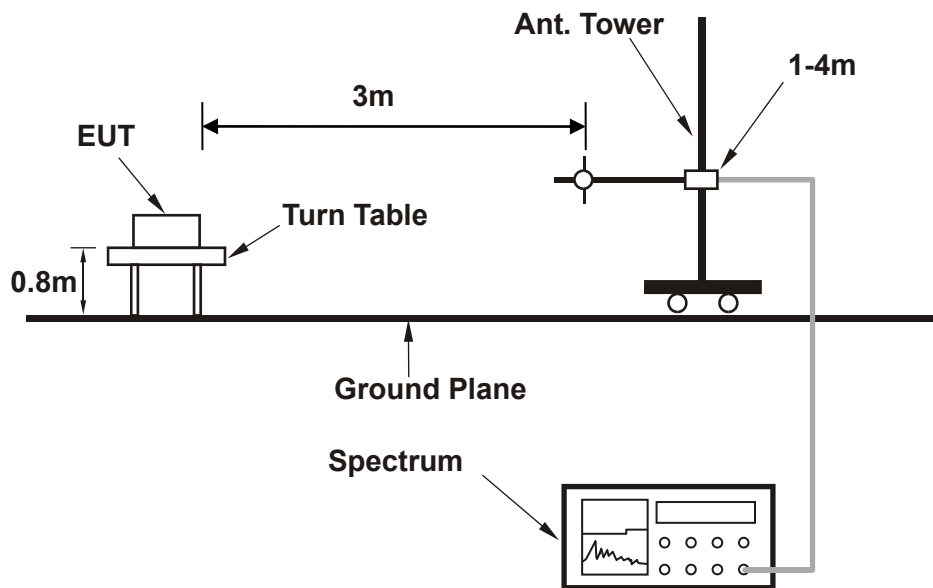 Ant. Tower
1-4m
3m
EUT
Turn Table
0.8m
Ground Plane
Spectrum